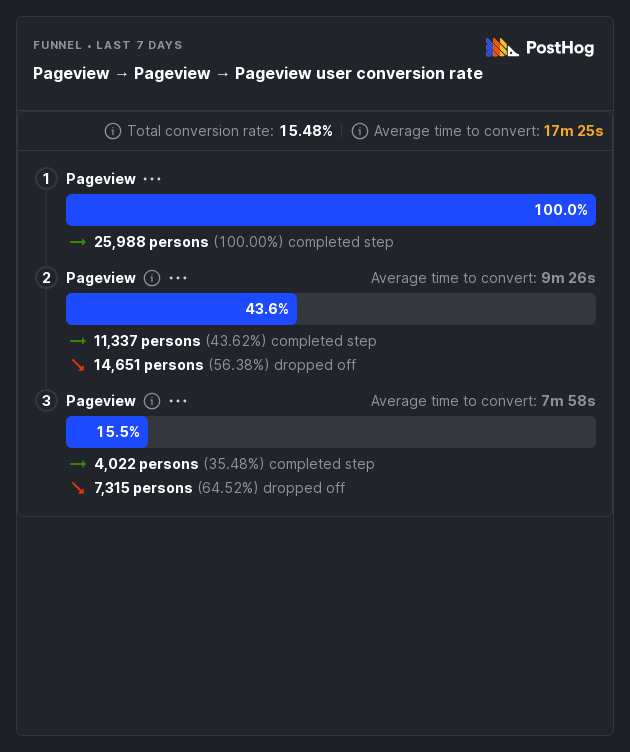 FUNNEL • LAST 7 DAYS
PostHog
Pageview → Pageview → Pageview user conversion rate
Total conversion rate: 15.48%
Average time to convert: 17m 25s
1 Pageview
100.0%
25,988 persons (100.00%) completed step
2 Pageview
Average time to convert: 9m 26s
43.6%
11,337 persons (43.62%) completed step
14,651 persons (56.38%) dropped off
3 Pageview
Average time to convert: 7m 58s
15.5%
4,022 persons (35.48%) completed step
7,315 persons (64.52%) dropped off